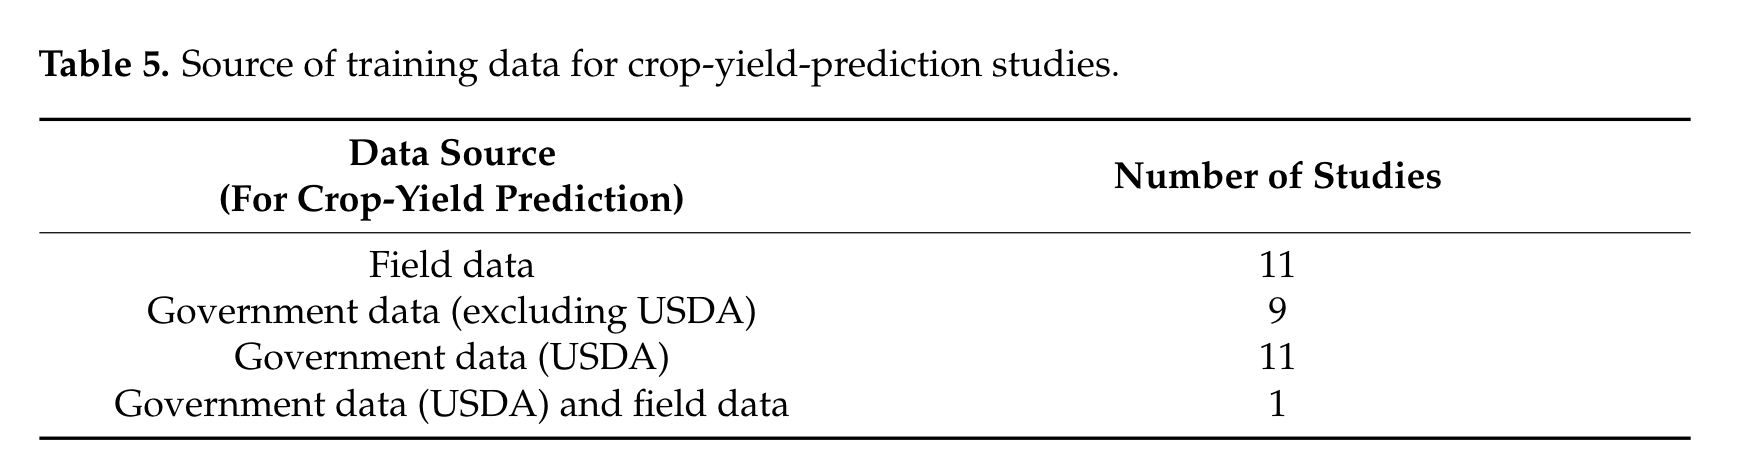 Table 5. Source of training data for crop-yield-prediction studies.
Data Source
(For Crop-Yield Prediction)
Number of Studies
Field data 11
Government data (excluding USDA) 9
Government data (USDA) 11
Government data (USDA) and field data 1